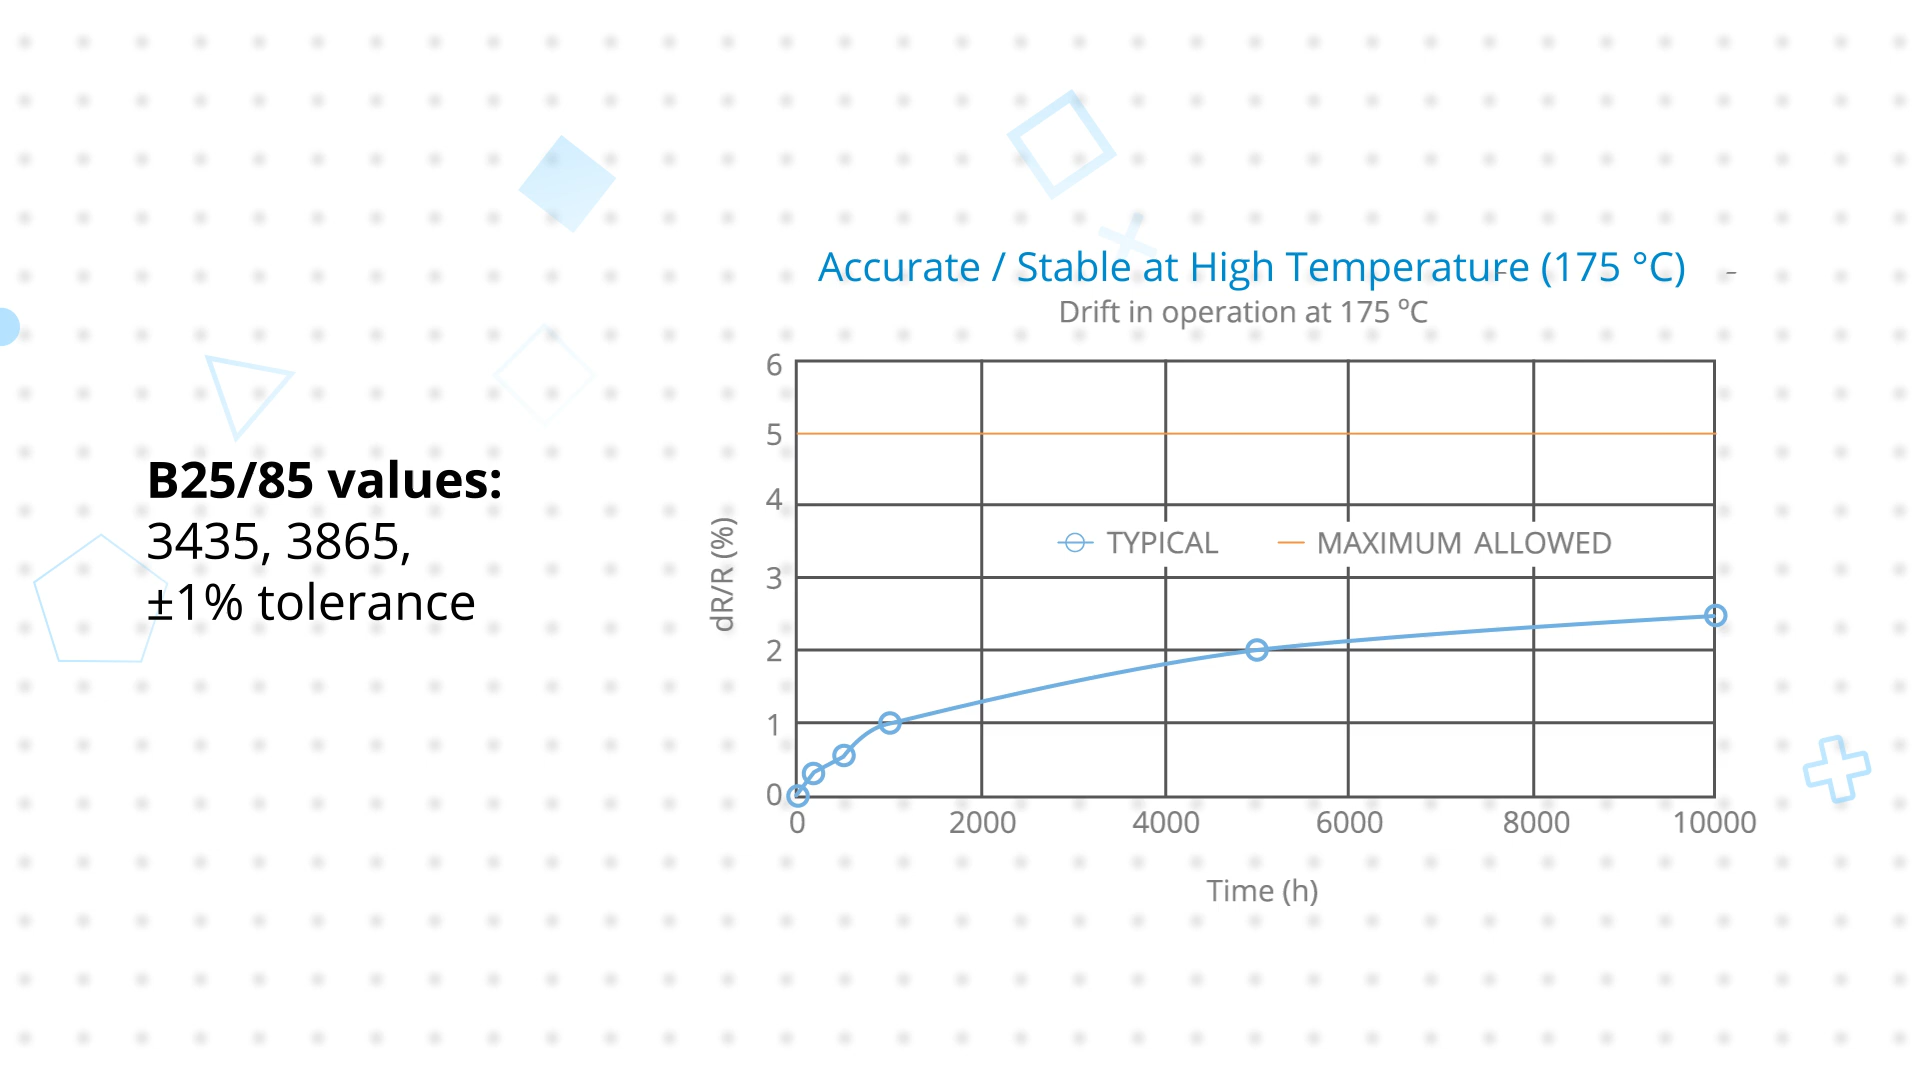 Accurate / Stable at High Temperature (175 °C)
Drift in operation at 175 ºC
B25/85 values:
3435, 3865,
±1% tolerance
dR/R (%)
6
5
4
3
2
1
0
TYPICAL
MAXIMUM ALLOWED
0 2000 4000 6000 8000 10000
Time (h)